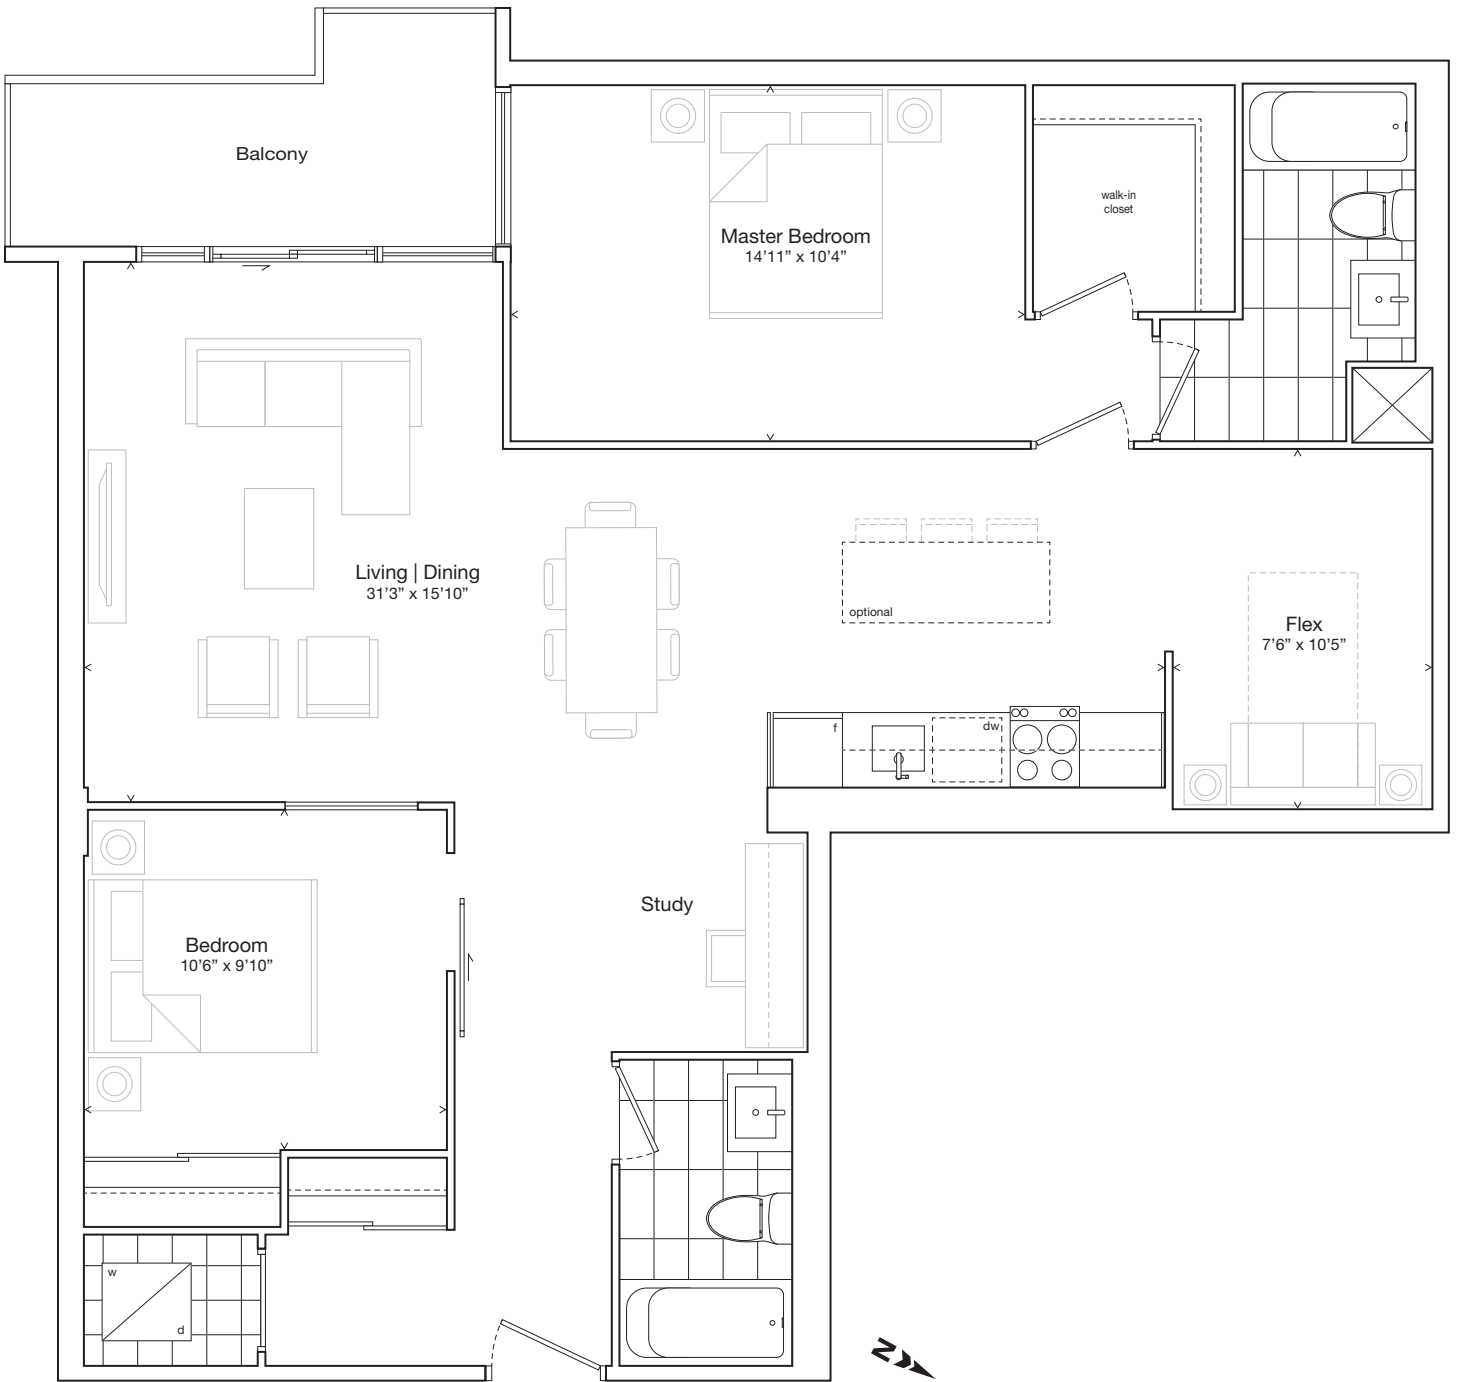 Balcony
walk-in
closet
Master Bedroom
14'11" x 10'4"
Living | Dining
31'3" x 15'10"
optional
Flex
7'6" x 10'5"
f
dw
Study
Bedroom
10'6" x 9'10"
w
d
N